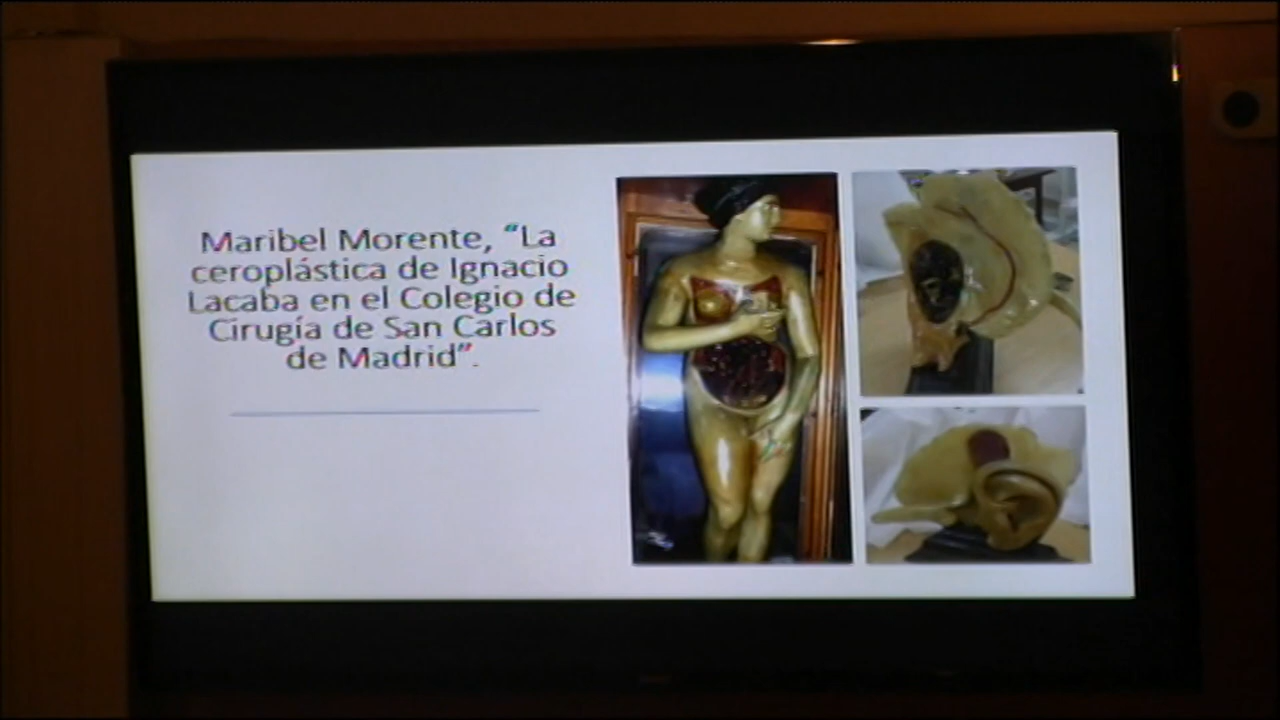 Maribel Morente, “La
ceroplástica de Ignacio
Lacaba en el Colegio de
Cirugía de San Carlos
de Madrid”.